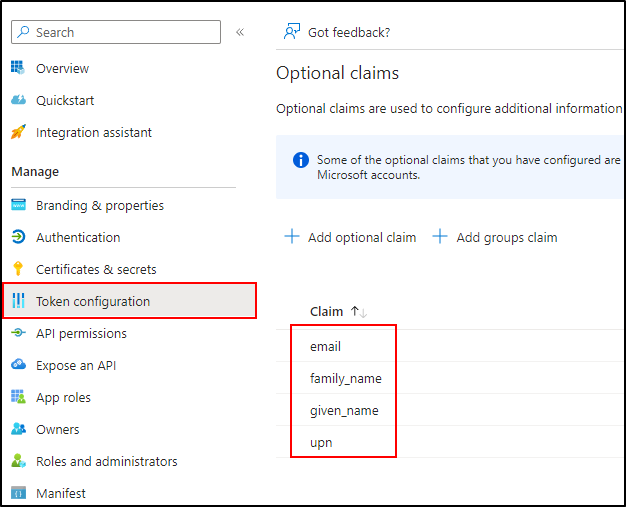 Search
«
Overview
Quickstart
Integration assistant
Manage
Branding & properties
Authentication
Certificates & secrets
Token configuration
API permissions
Expose an API
App roles
Owners
Roles and administrators
Manifest
Got feedback?
Optional claims
Optional claims are used to configure additional information
Some of the optional claims that you have configured are
Microsoft accounts.
Add optional claim
Add groups claim
Claim ↑↓
email
family_name
given_name
upn